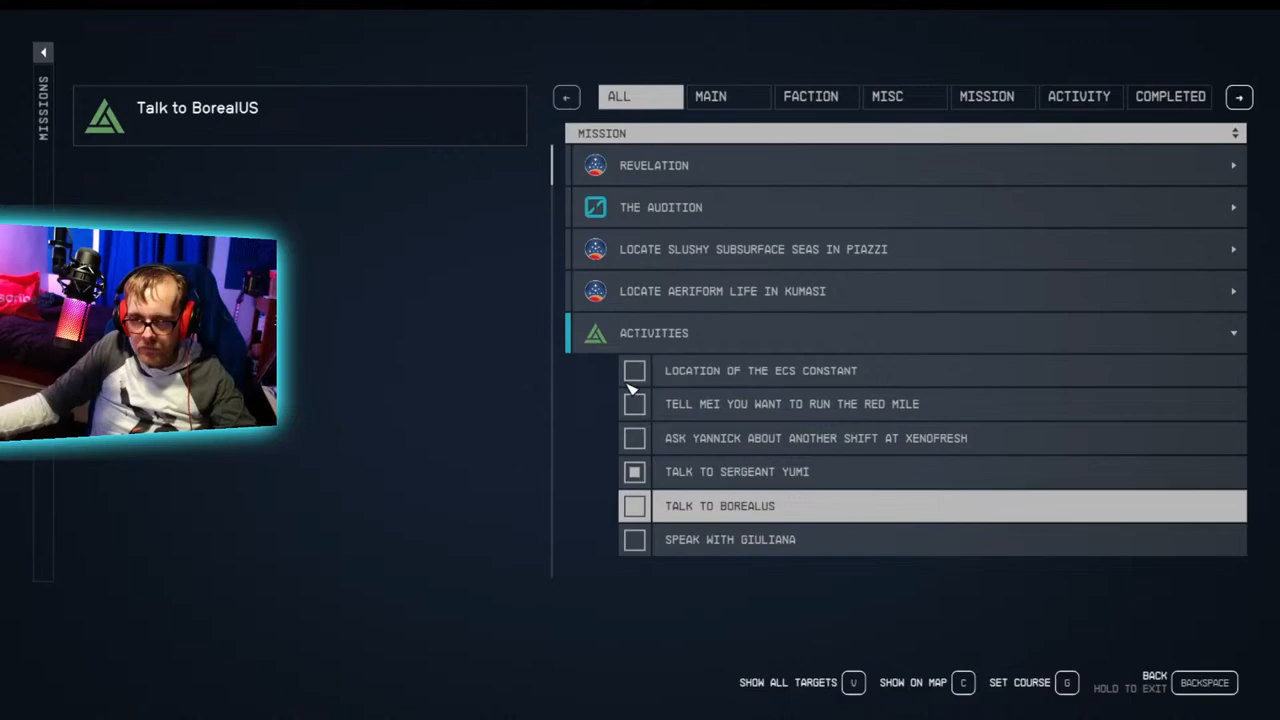 MISSIONS
Talk to BorealUS
ALL
MAIN
FACTION
MISC
MISSION
ACTIVITY
COMPLETED
MISSION
REVELATION
THE AUDITION
LOCATE SLUSHY SUBSURFACE SEAS IN PIAZZI
LOCATE AERIFORM LIFE IN KUMASI
ACTIVITIES
LOCATION OF THE ECS CONSTANT
TELL MEI YOU WANT TO RUN THE RED MILE
ASK YANNICK ABOUT ANOTHER SHIFT AT XENOFRESH
TALK TO SERGEANT YUMI
TALK TO BOREALUS
SPEAK WITH GIULIANA
SHOW ALL TARGETS V
SHOW ON MAP C
SET COURSE G
BACK
HOLD TO EXIT
BACKSPACE